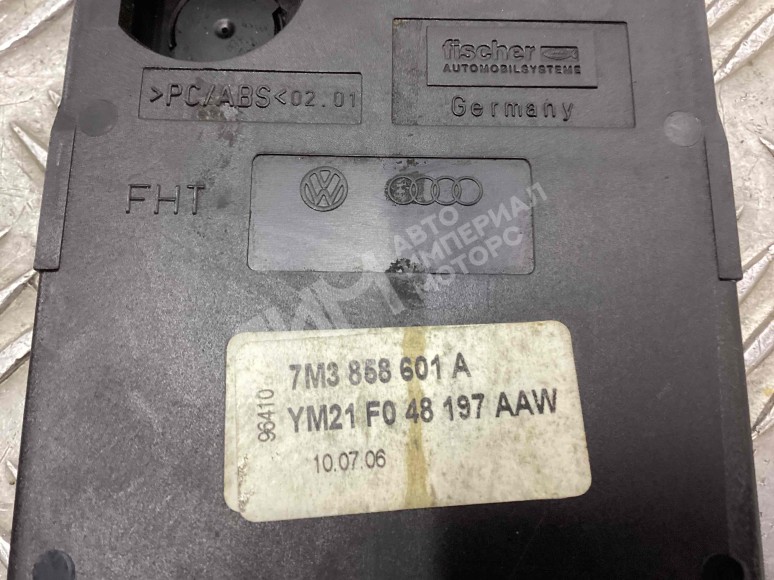 fischer
AUTOMOBILSYSTEME
>PC/ABS<02.01
Germany
FHT
АВТО
ИМПЕРИАЛ
МОТОРС
7M3 858 601 A
96410
YM21 F0 48 197 AAW
10.07.06